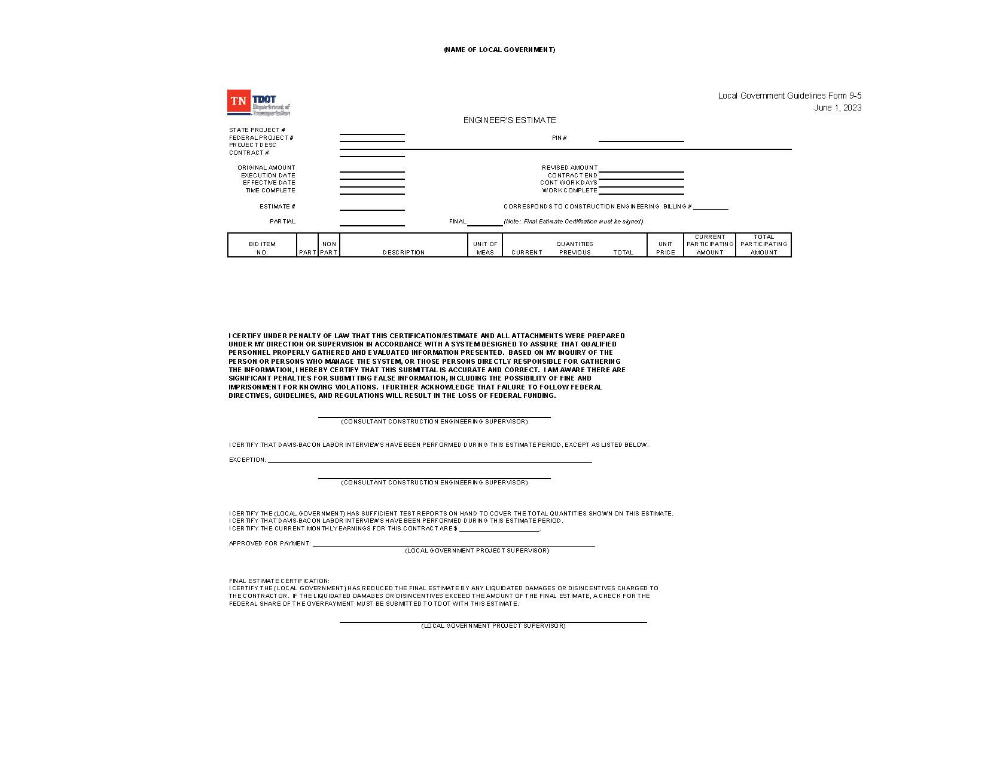 (NAME OF LOCAL GOVERNMENT)
TN TDOT
Department of
Transportation
Local Government Guidelines Form 9-5
June 1, 2023
ENGINEER'S ESTIMATE
STATE PROJECT #
FEDERAL PROJECT # PIN #
PROJECT DESC
CONTRACT #
ORIGINAL AMOUNT REVISED AMOUNT
EXECUTION DATE CONTRACT END
EFFECTIVE DATE CONT WORK DAYS
TIME COMPLETE WORK COMPLETE
ESTIMATE # CORRESPONDS TO CONSTRUCTION ENGINEERING BILLING # __________
PARTIAL FINAL (Note: Final Estimate Certification must be signed)
CURRENT TOTAL
BID ITEM NON UNIT OF QUANTITIES UNIT PARTICIPATING PARTICIPATING
NO. PART PART DESCRIPTION MEAS CURRENT PREVIOUS TOTAL PRICE AMOUNT AMOUNT
I CERTIFY UNDER PENALTY OF LAW THAT THIS CERTIFICATION/ESTIMATE AND ALL ATTACHMENTS WERE PREPARED
UNDER MY DIRECTION OR SUPERVISION IN ACCORDANCE WITH A SYSTEM DESIGNED TO ASSURE THAT QUALIFIED
PERSONNEL PROPERLY GATHERED AND EVALUATED INFORMATION PRESENTED. BASED ON MY INQUIRY OF THE
PERSON OR PERSONS WHO MANAGE THE SYSTEM, OR THOSE PERSONS DIRECTLY RESPONSIBLE FOR GATHERING
THE INFORMATION, I HEREBY CERTIFY THAT THIS SUBMITTAL IS ACCURATE AND CORRECT. I AM AWARE THERE ARE
SIGNIFICANT PENALTIES FOR SUBMITTING FALSE INFORMATION, INCLUDING THE POSSIBILITY OF FINE AND
IMPRISONMENT FOR KNOWING VIOLATIONS. I FURTHER ACKNOWLEDGE THAT FAILURE TO FOLLOW FEDERAL
DIRECTIVES, GUIDELINES, AND REGULATIONS WILL RESULT IN THE LOSS OF FEDERAL FUNDING.
(CONSULTANT CONSTRUCTION ENGINEERING SUPERVISOR)
I CERTIFY THAT DAVIS-BACON LABOR INTERVIEWS HAVE BEEN PERFORMED DURING THIS ESTIMATE PERIOD, EXCEPT AS LISTED BELOW:
EXCEPTION: ____________________
(CONSULTANT CONSTRUCTION ENGINEERING SUPERVISOR)
I CERTIFY THE (LOCAL GOVERNMENT) HAS SUFFICIENT TEST REPORTS ON HAND TO COVER THE TOTAL QUANTITIES SHOWN ON THIS ESTIMATE.
I CERTIFY THAT DAVIS-BACON LABOR INTERVIEWS HAVE BEEN PERFORMED DURING THIS ESTIMATE PERIOD.
I CERTIFY THE CURRENT MONTHLY EARNINGS FOR THIS CONTRACT ARE $ ____________________.
APPROVED FOR PAYMENT: ____________________
(LOCAL GOVERNMENT PROJECT SUPERVISOR)
FINAL ESTIMATE CERTIFICATION:
I CERTIFY THE (LOCAL GOVERNMENT) HAS REDUCED THE FINAL ESTIMATE BY ANY LIQUIDATED DAMAGES OR DISINCENTIVES CHARGED TO
THE CONTRACTOR. IF THE LIQUIDATED DAMAGES OR DISINCENTIVES EXCEED THE AMOUNT OF THE FINAL ESTIMATE, A CHECK FOR THE
FEDERAL SHARE OF THE OVERPAYMENT MUST BE SUBMITTED TO TDOT WITH THIS ESTIMATE.
(LOCAL GOVERNMENT PROJECT SUPERVISOR)